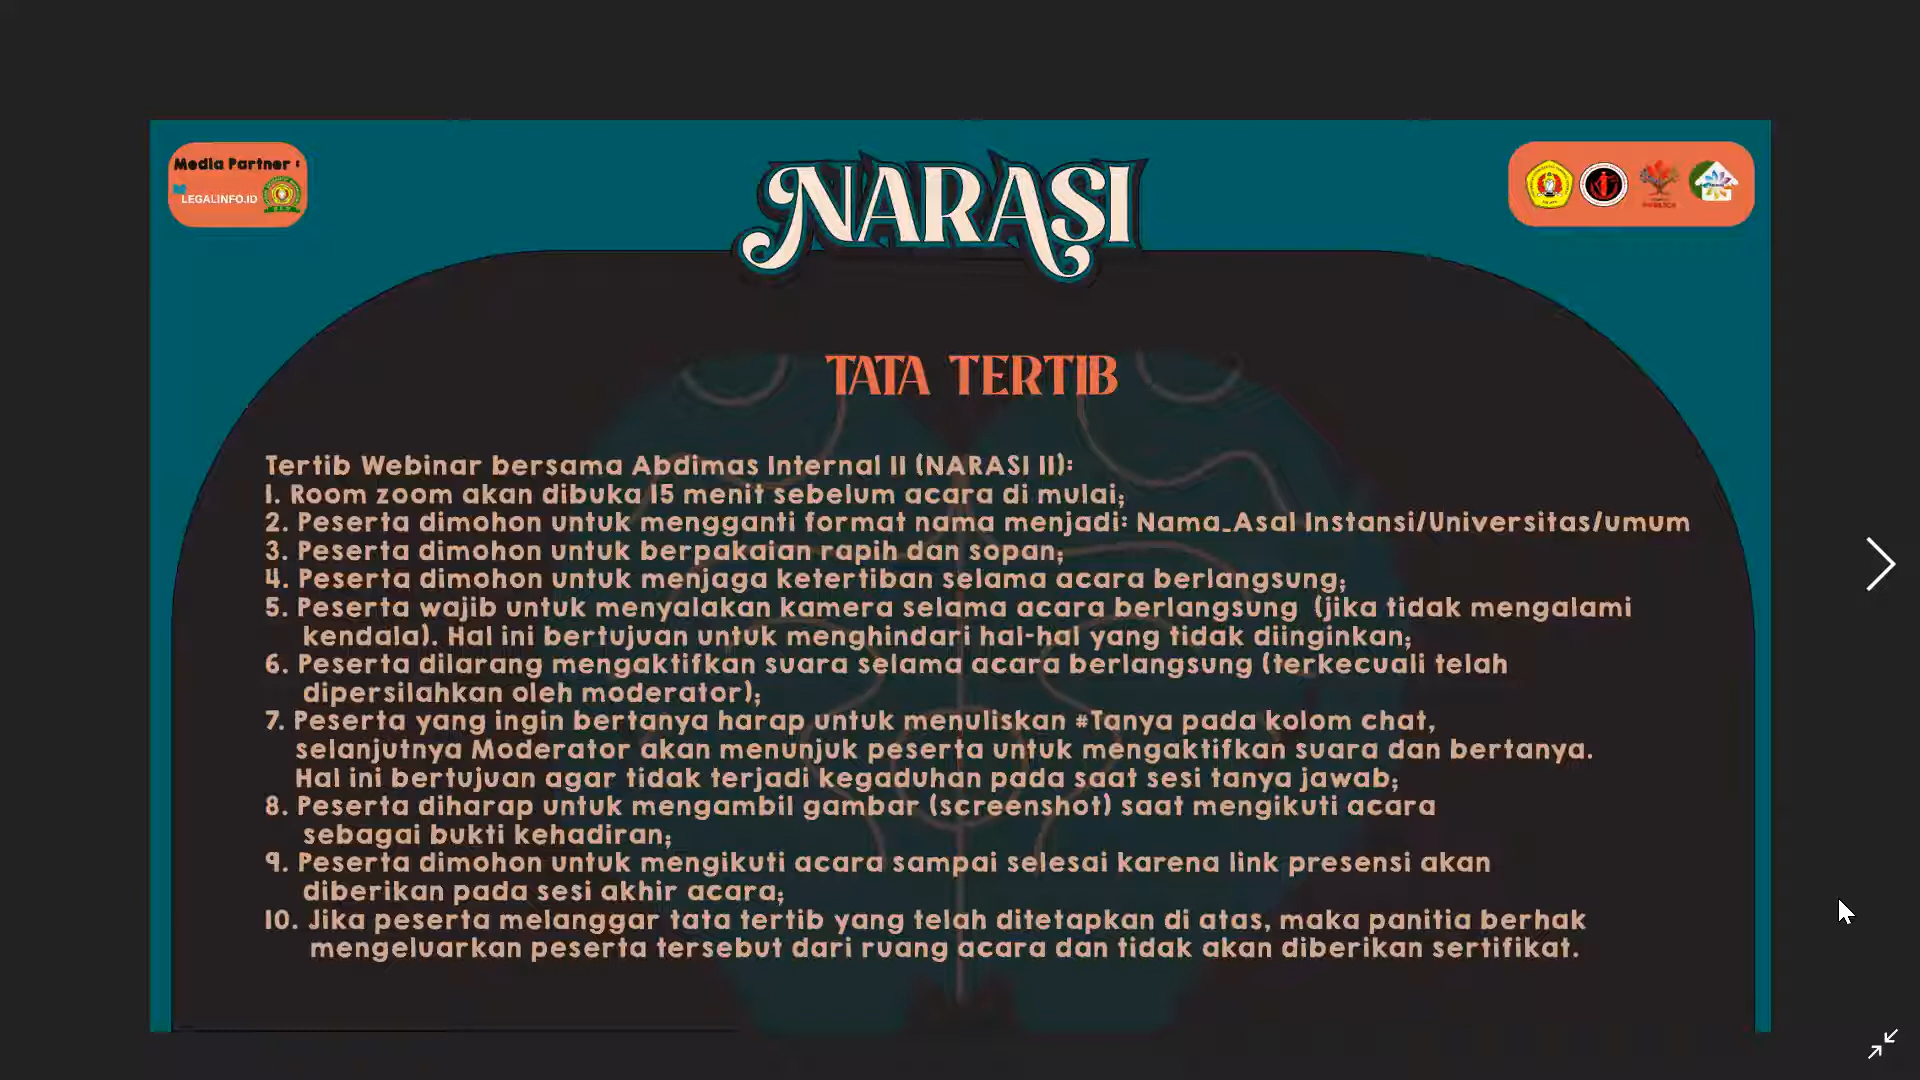 Media Partner :
LEGALINFO.ID
NARASI
TATA TERTIB
Tertib Webinar bersama Abdimas Internal II (NARASI II):
1. Room zoom akan dibuka 15 menit sebelum acara di mulai;
2. Peserta dimohon untuk mengganti format nama menjadi: Nama_Asal Instansi/Universitas/umum
3. Peserta dimohon untuk berpakaian rapih dan sopan;
4. Peserta dimohon untuk menjaga ketertiban selama acara berlangsung;
5. Peserta wajib untuk menyalakan kamera selama acara berlangsung (jika tidak mengalami
kendala). Hal ini bertujuan untuk menghindari hal-hal yang tidak diinginkan;
6. Peserta dilarang mengaktifkan suara selama acara berlangsung (terkecuali telah
dipersilahkan oleh moderator);
7. Peserta yang ingin bertanya harap untuk menuliskan #Tanya pada kolom chat,
selanjutnya Moderator akan menunjuk peserta untuk mengaktifkan suara dan bertanya.
Hal ini bertujuan agar tidak terjadi kegaduhan pada saat sesi tanya jawab;
8. Peserta diharap untuk mengambil gambar (screenshot) saat mengikuti acara
sebagai bukti kehadiran;
9. Peserta dimohon untuk mengikuti acara sampai selesai karena link presensi akan
diberikan pada sesi akhir acara;
10. Jika peserta melanggar tata tertib yang telah ditetapkan di atas, maka panitia berhak
mengeluarkan peserta tersebut dari ruang acara dan tidak akan diberikan sertifikat.